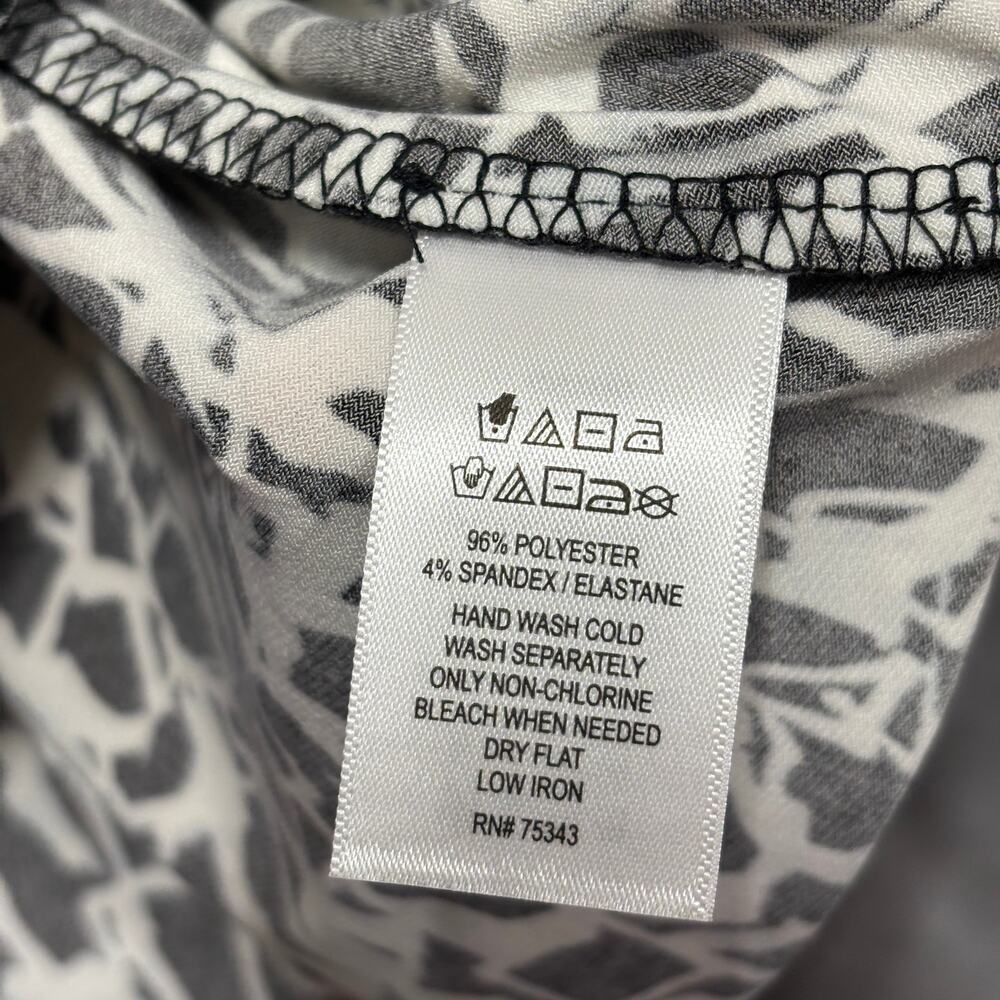 96% POLYESTER
4% SPANDEX / ELASTANE
HAND WASH COLD
WASH SEPARATELY
ONLY NON-CHLORINE
BLEACH WHEN NEEDED
DRY FLAT
LOW IRON
RN# 75343